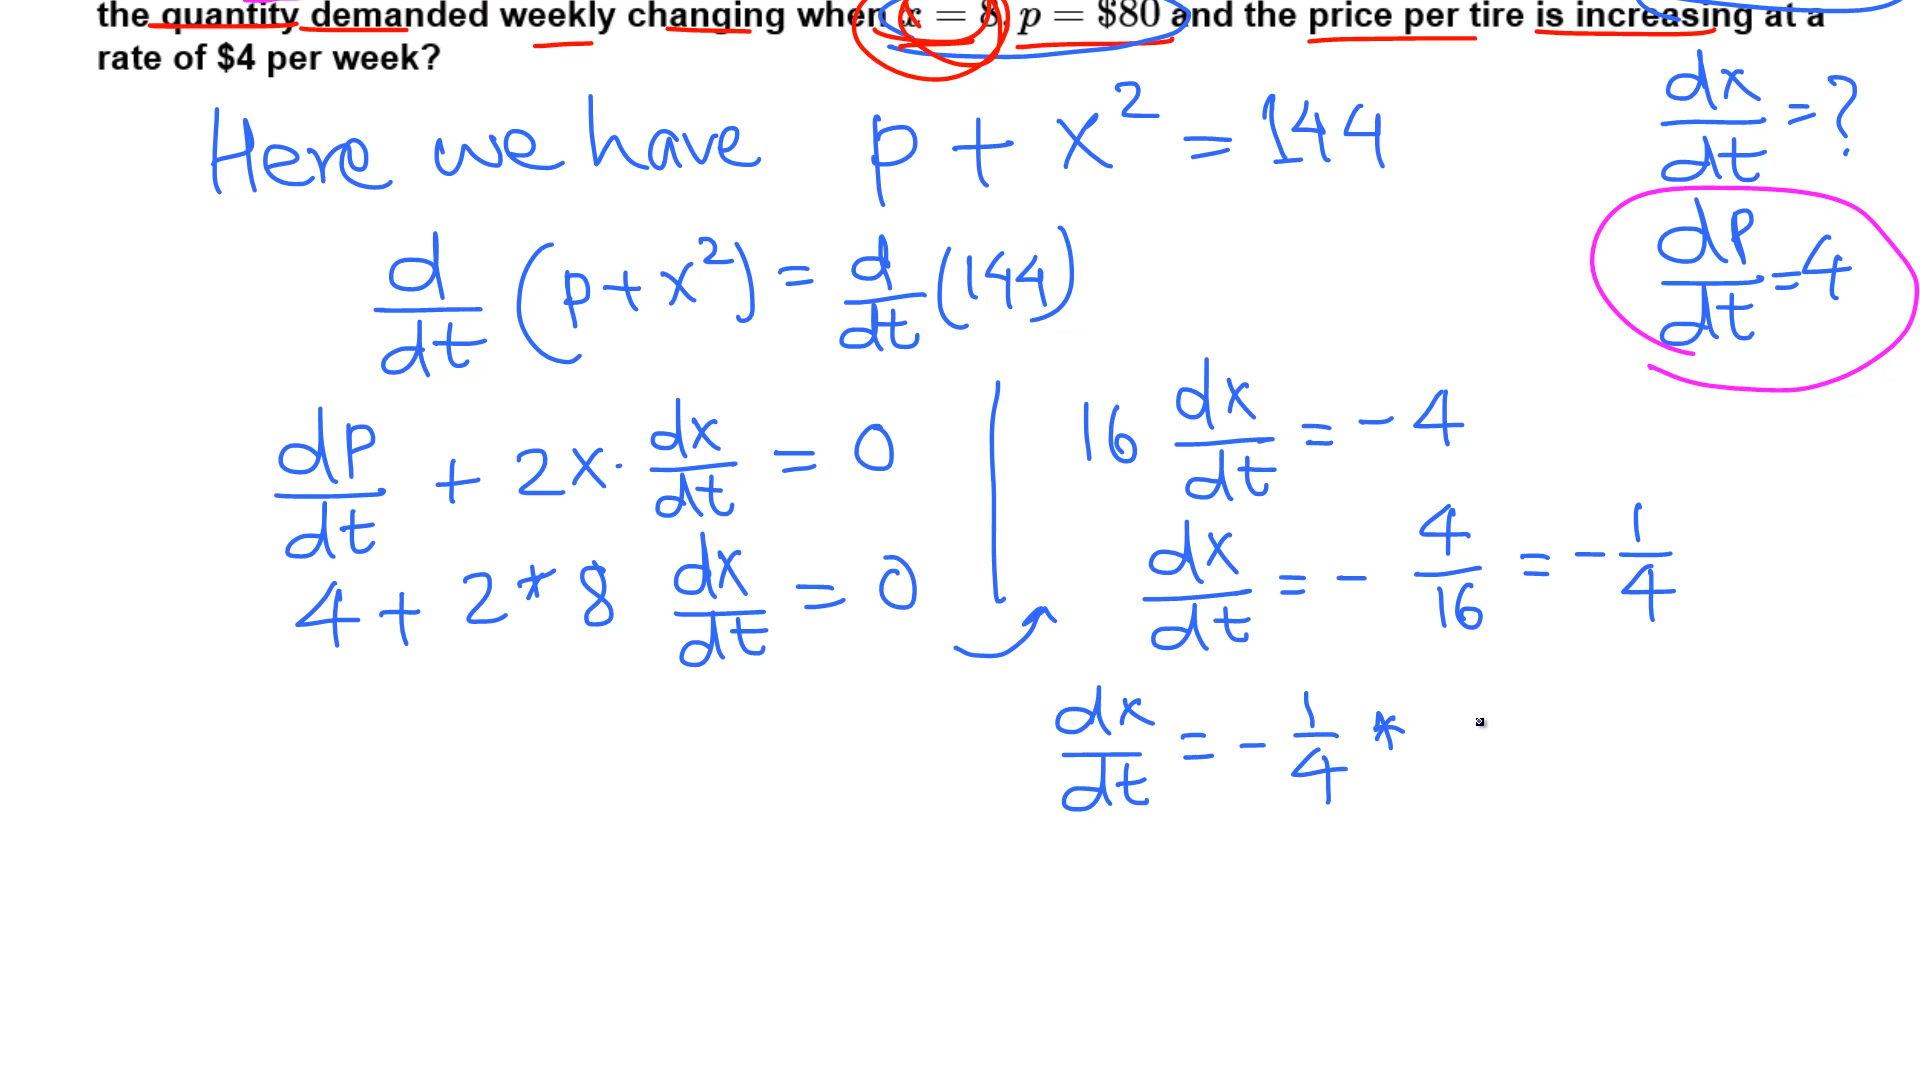 the quantity demanded weekly changing when x = 8, p = $80 and the price per tire is increasing at a
rate of $4 per week?
dx/dt = ?
Here we have p + x² = 144
dp/dt = 4
d/dt (p + x²) = d/dt (144)
dp/dt + 2x · dx/dt = 0
4 + 2 * 8 dx/dt = 0
16 dx/dt = - 4
dx/dt = - 4/16 = - 1/4
dx/dt = - 1/4 *